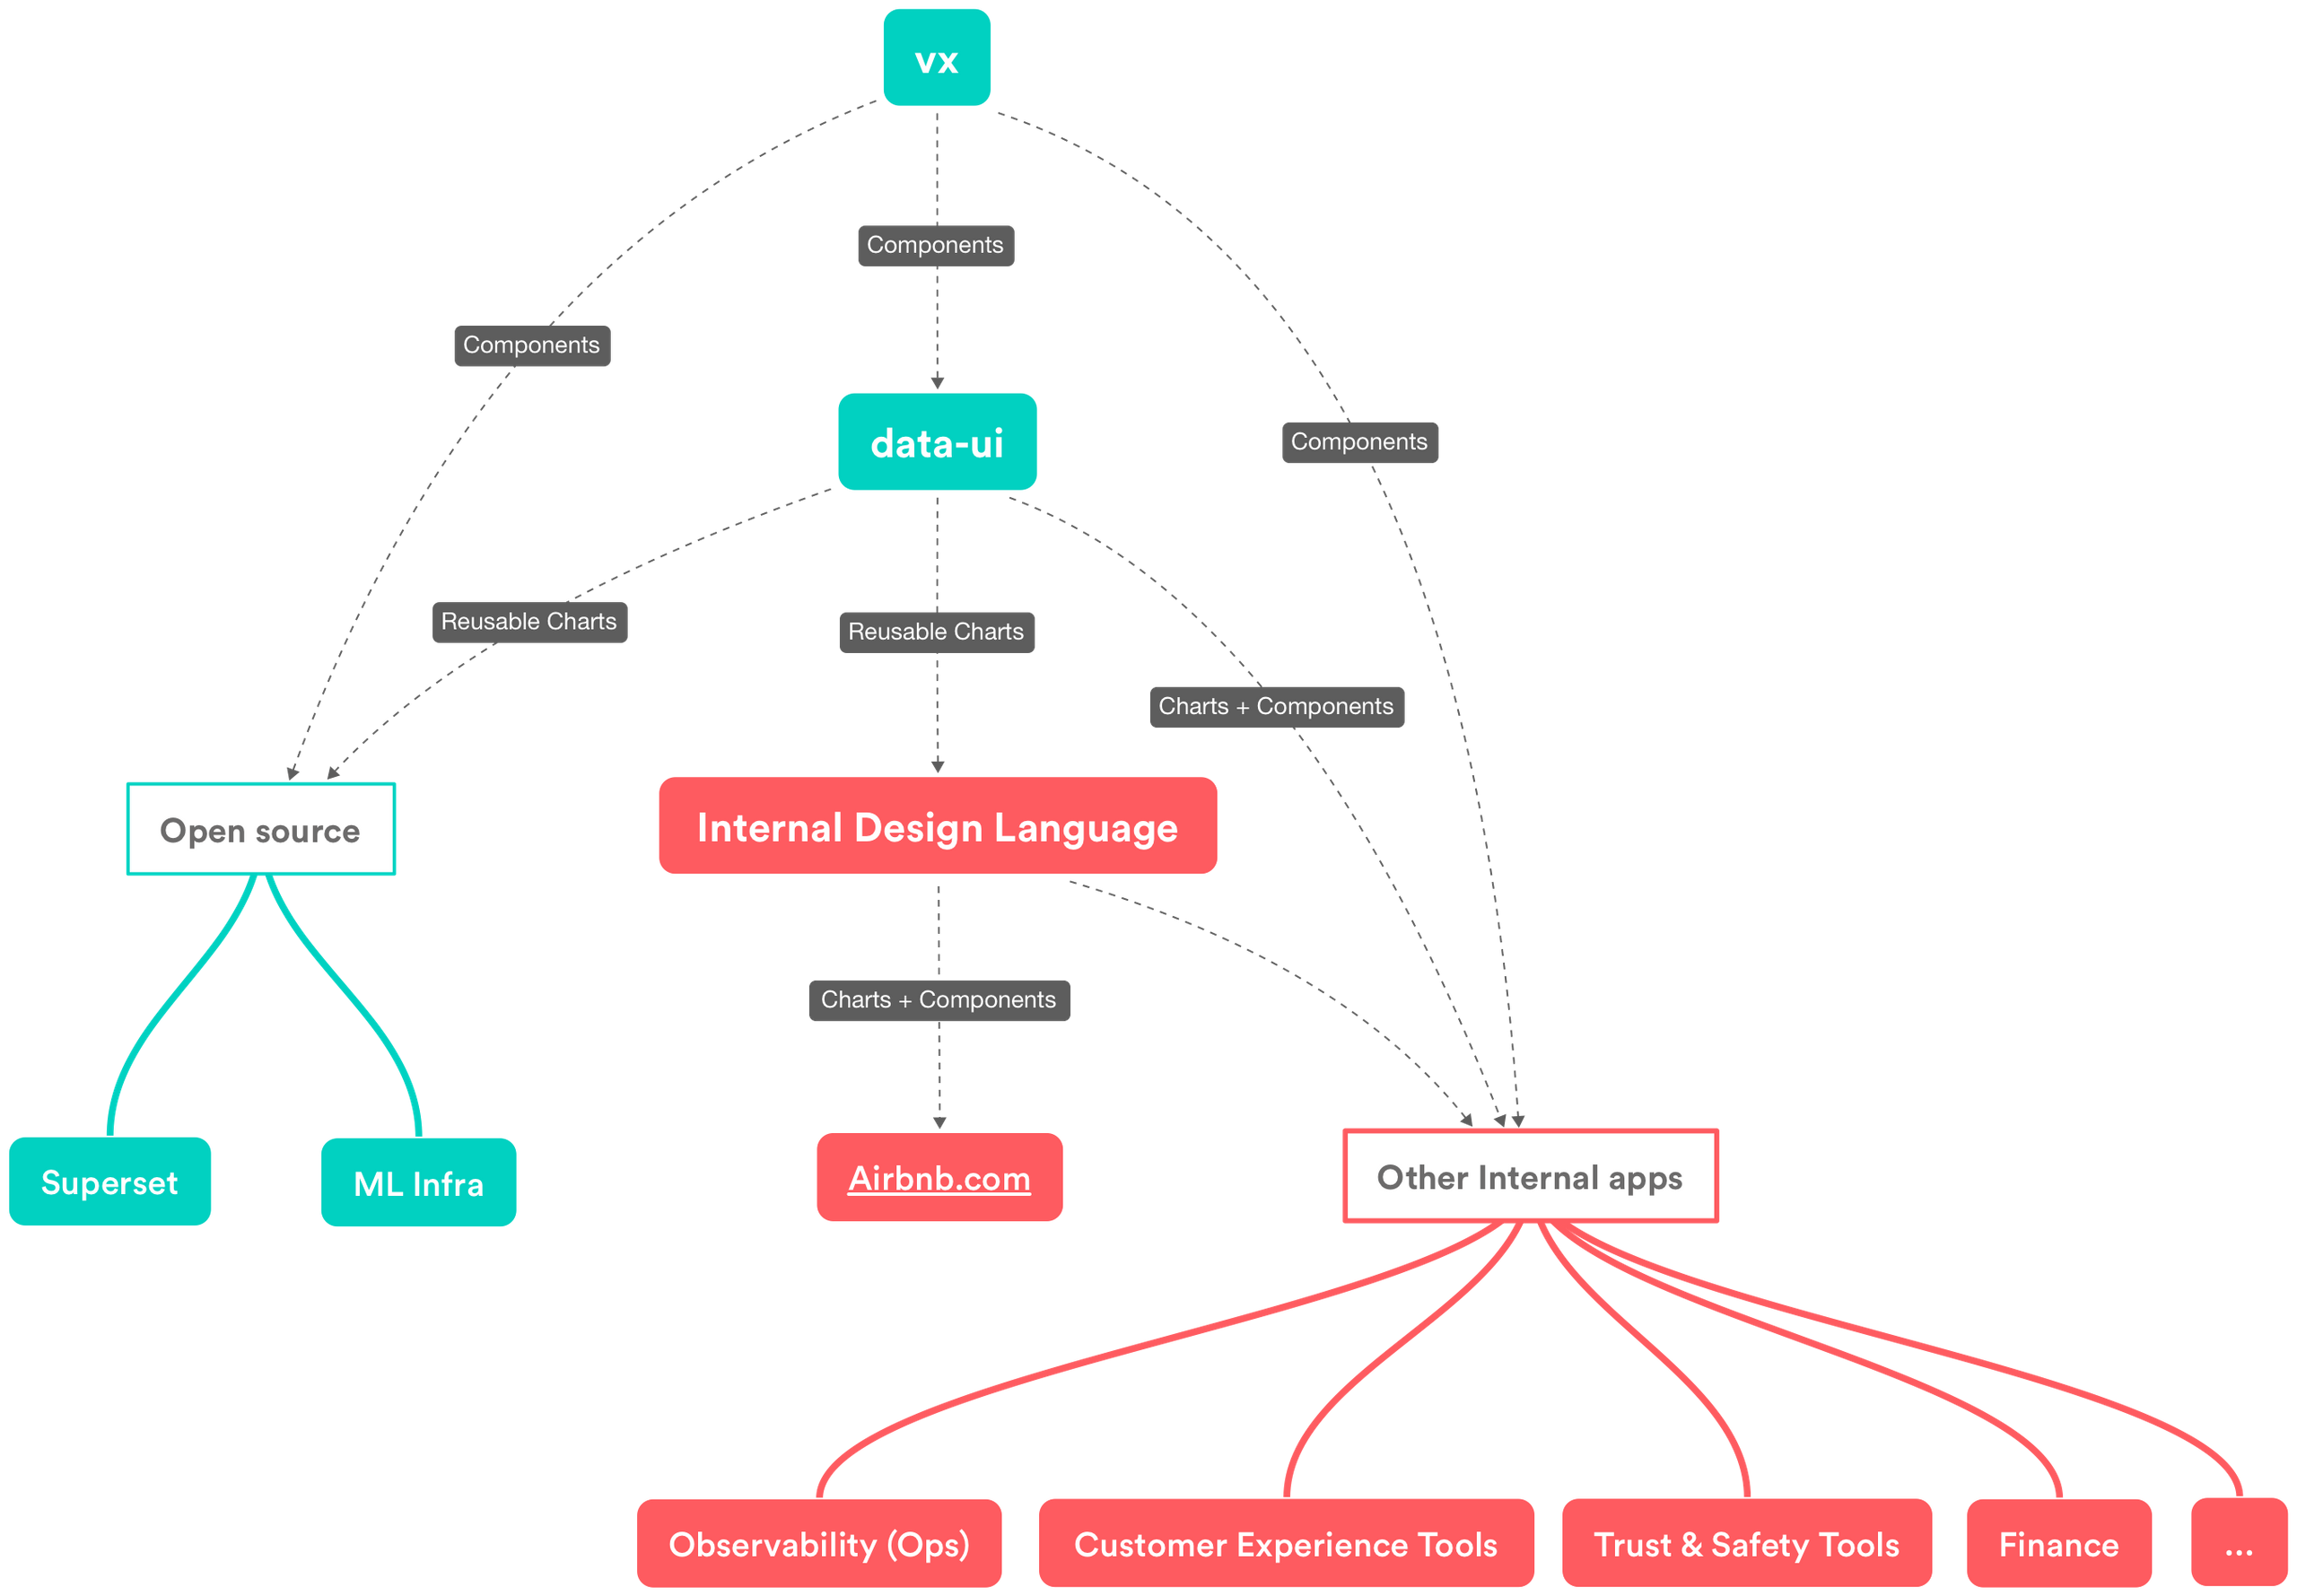 vx
Components
Components
Components
data-ui
Reusable Charts
Reusable Charts
Charts + Components
Open source
Internal Design Language
Charts + Components
Superset
ML Infra
Airbnb.com
Other Internal apps
Observability (Ops)
Customer Experience Tools
Trust & Safety Tools
Finance
...